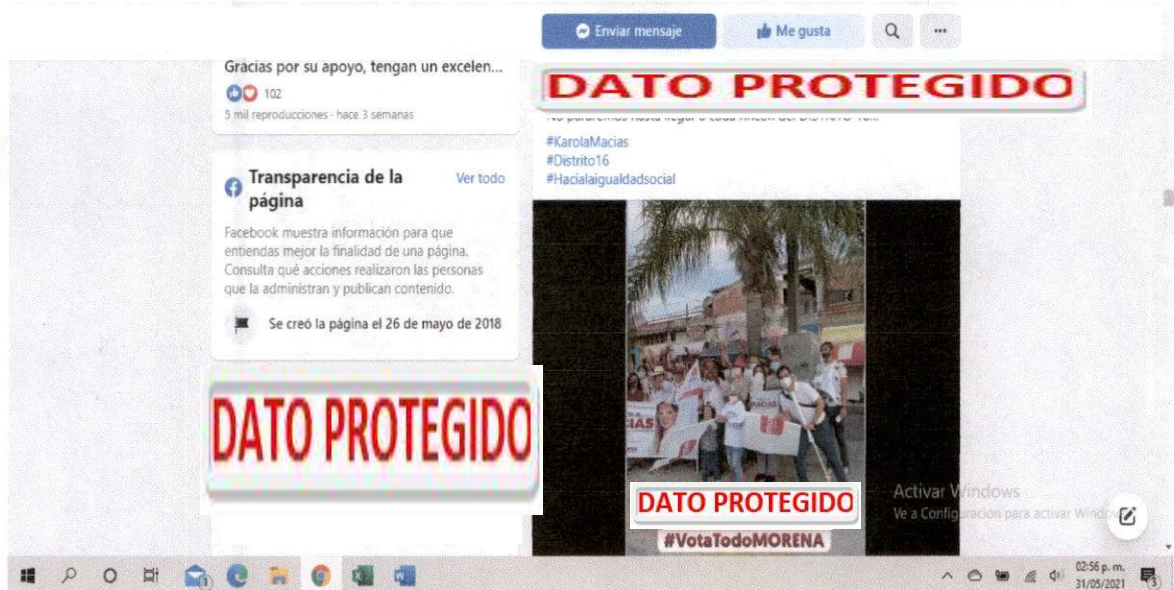 Enviar mensaje
Me gusta
Gracias por su apoyo, tengan un excelen...
102
5 mil reproducciones · hace 3 semanas
DATO PROTEGIDO
#KarolaMacias
#Distrito16
#Hacialaigualdadsocial
Transparencia de la página
Ver todo
Facebook muestra información para que
entiendas mejor la finalidad de una página.
Consulta qué acciones realizaron las personas
que la administran y publican contenido.
Se creó la página el 26 de mayo de 2018
DATO PROTEGIDO
IAS
DATO PROTEGIDO
#VotaTodoMORENA
Activar Windows
Ve a Configuración para activar Windows
02:56 p. m.
31/05/2021